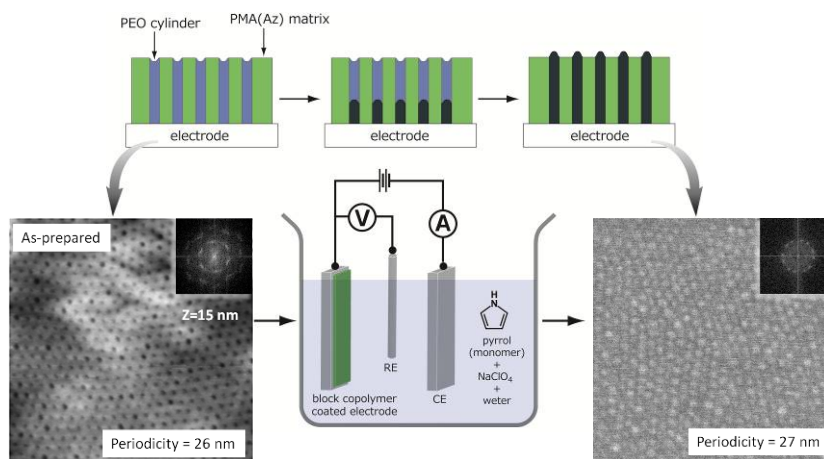 PEO cylinder
PMA(Az) matrix
electrode
electrode
electrode
As-prepared
Z=15 nm
Periodicity = 26 nm
V
A
RE
block copolymer
coated electrode
CE
H
N
pyrrol
(monomer)
+
NaClO₄
+
weter
Periodicity = 27 nm